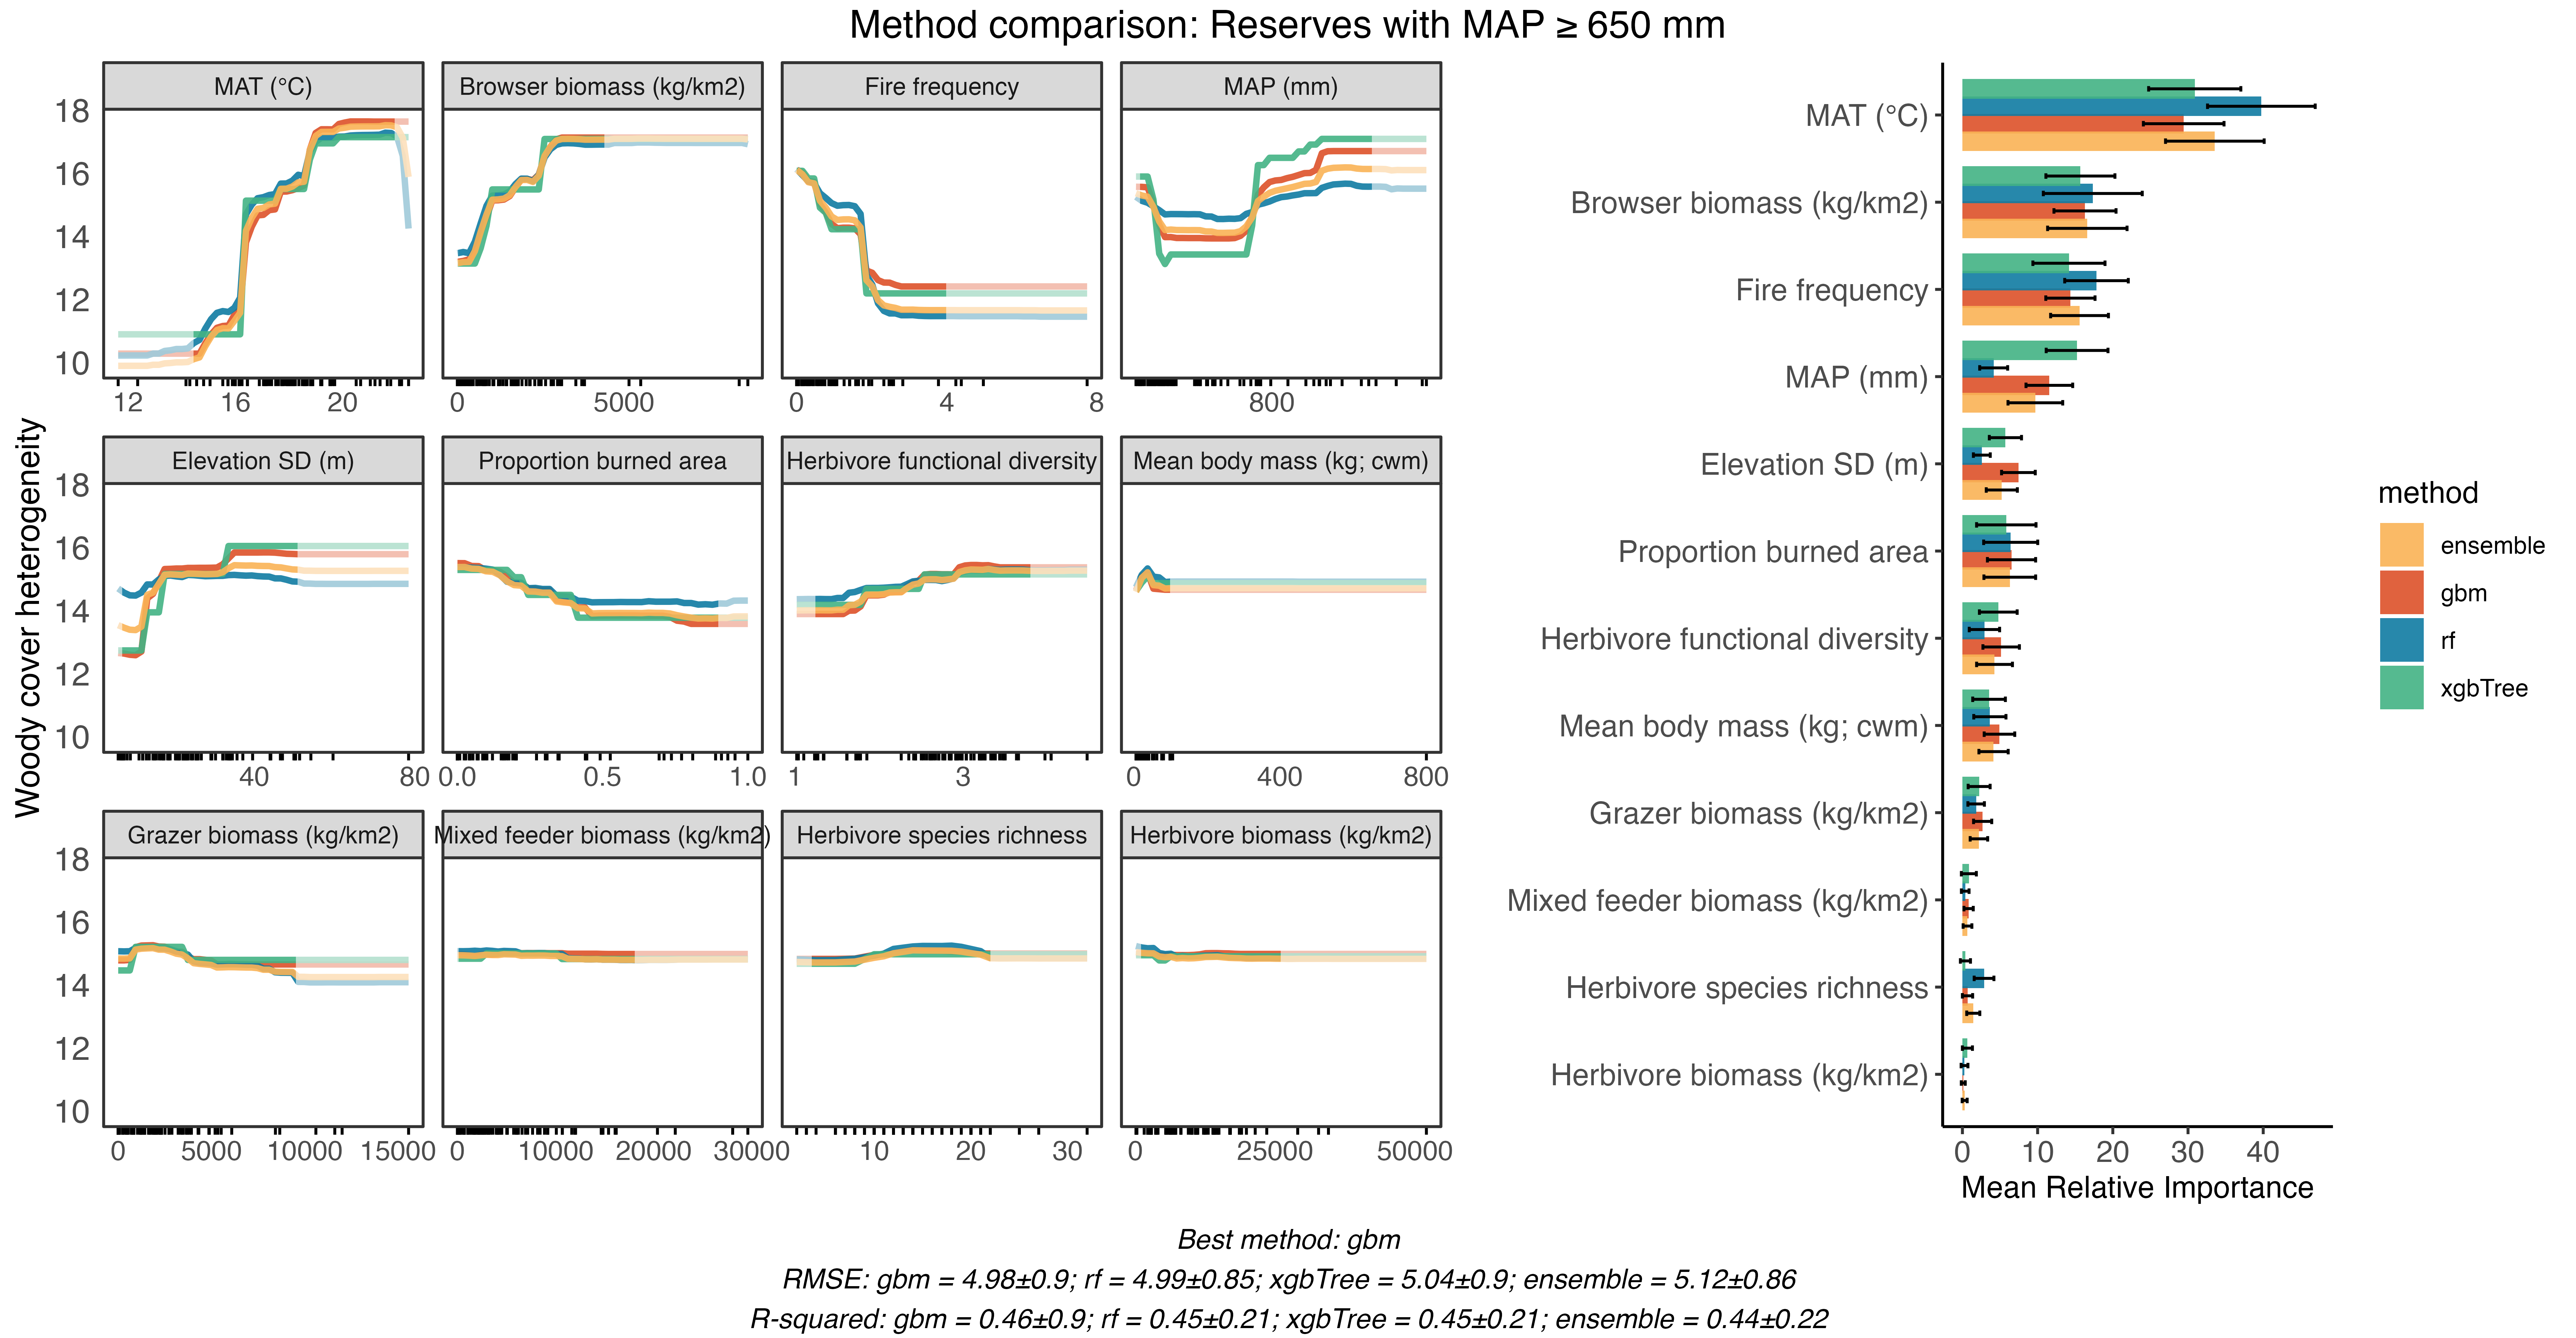 Method comparison: Reserves with MAP ≥ 650 mm
MAT (°C)
Browser biomass (kg/km2)
Fire frequency
MAP (mm)
18
16
14
12
10
12 16 20
0 5000
0 4 8
800
Woody cover heterogeneity
Elevation SD (m)
Proportion burned area
Herbivore functional diversity
Mean body mass (kg; cwm)
18
16
14
12
10
40 80
0.0 0.5 1.0
1 3
0 400 800
Grazer biomass (kg/km2)
Mixed feeder biomass (kg/km2)
Herbivore species richness
Herbivore biomass (kg/km2)
18
16
14
12
10
0 5000 10000 15000
0 10000 20000 30000
10 20 30
0 25000 50000
MAT (°C)
Browser biomass (kg/km2)
Fire frequency
MAP (mm)
Elevation SD (m)
Proportion burned area
Herbivore functional diversity
Mean body mass (kg; cwm)
Grazer biomass (kg/km2)
Mixed feeder biomass (kg/km2)
Herbivore species richness
Herbivore biomass (kg/km2)
0 10 20 30 40
Mean Relative Importance
method
ensemble
gbm
rf
xgbTree
Best method: gbm
RMSE: gbm = 4.98±0.9; rf = 4.99±0.85; xgbTree = 5.04±0.9; ensemble = 5.12±0.86
R-squared: gbm = 0.46±0.9; rf = 0.45±0.21; xgbTree = 0.45±0.21; ensemble = 0.44±0.22